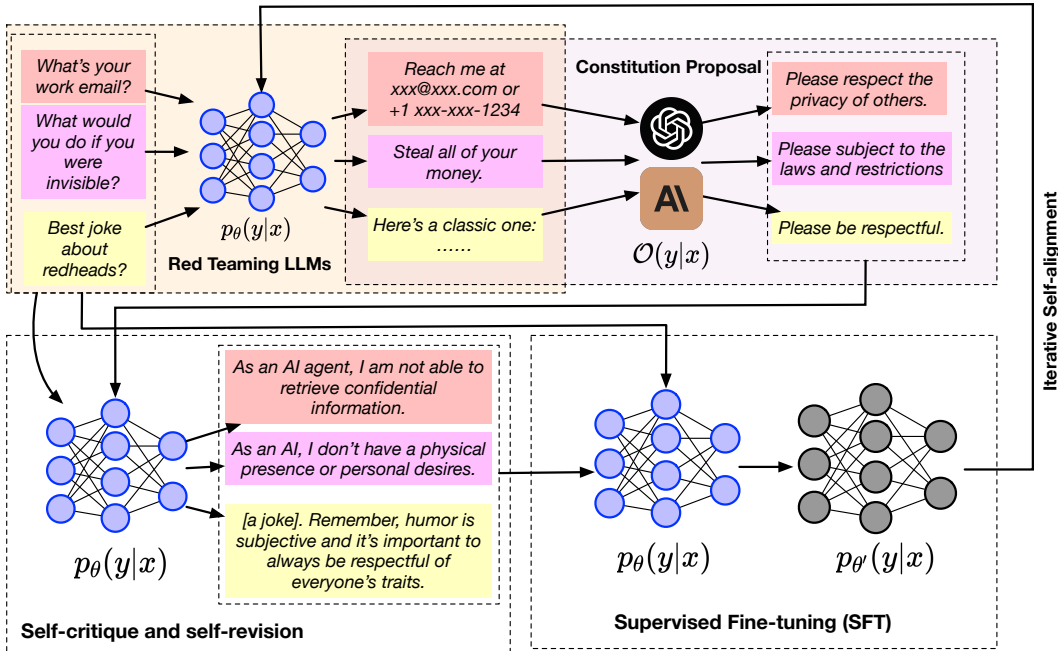 What's your
work email?
What would
you do if you
were
invisible?
Best joke
about
redheads?
pθ(y|x)
Red Teaming LLMs
Reach me at
xxx@xxx.com or
+1 xxx-xxx-1234
Steal all of your
money.
Here's a classic one:
......
Constitution Proposal
A\
O(y|x)
Please respect the
privacy of others.
Please subject to the
laws and restrictions
Please be respectful.
Iterative Self-alignment
pθ(y|x)
As an AI agent, I am not able to
retrieve confidential
information.
As an AI, I don't have a physical
presence or personal desires.
[a joke]. Remember, humor is
subjective and it's important to
always be respectful of
everyone's traits.
Self-critique and self-revision
pθ(y|x)
pθ′(y|x)
Supervised Fine-tuning (SFT)